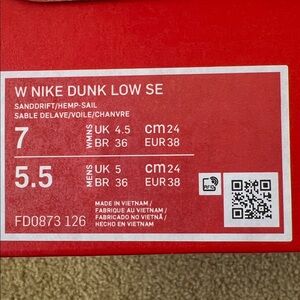 W NIKE DUNK LOW SE
SANDDRIFT/HEMP-SAIL
SABLE DELAVE/VOILE/CHANVRE
7 WMNS UK 4.5 cm 24
BR 36 EUR 38
5.5 MENS UK 5 cm 24
BR 36 EUR 38
FD0873 126
MADE IN VIETNAM /
FABRIQUE AU VIETNAM /
FABRICADO NO VIETNÃ /
HECHO EN VIETNAM